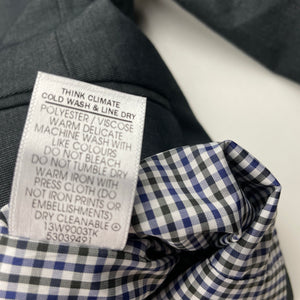 THINK CLIMATE
COLD WASH & LINE DRY
POLYESTER / VISCOSE
WARM DELICATE
MACHINE WASH WITH
LIKE COLOURS
DO NOT BLEACH
DO NOT TUMBLE DRY
WARM IRON WITH
PRESS CLOTH (DO
NOT IRON PRINTS OR
EMBELLISHMENTS)
DRY CLEANABLE Ⓐ
13W9003TK
53039491